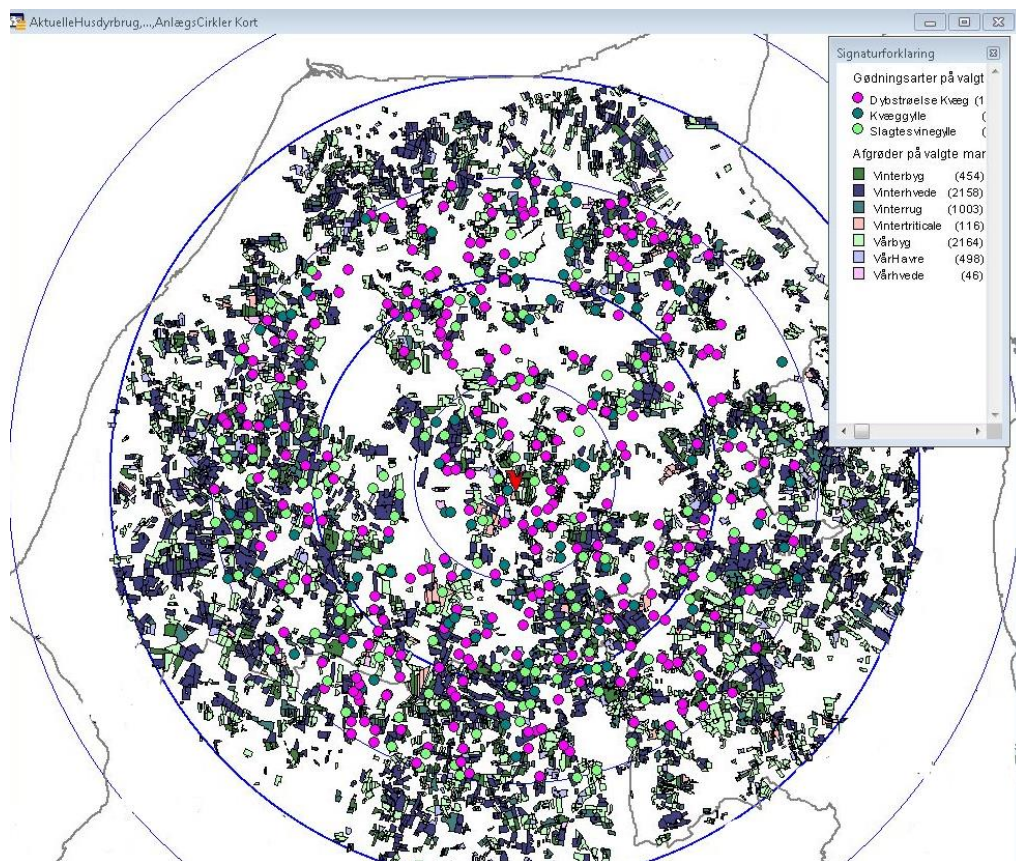 AktuelleHusdyrbrug,...,AnlægsCirkler Kort
Signaturforklaring
Gødningsarter på valgt
Dybstrøelse Kvæg (1
Kvæggylle (
Slagtesvinegylle (
Afgrøder på valgte mar
Vinterbyg (454)
Vinterhvede (2158)
Vinterrug (1003)
Vintertriticale (116)
Vårbyg (2164)
VårHavre (498)
Vårhvede (46)